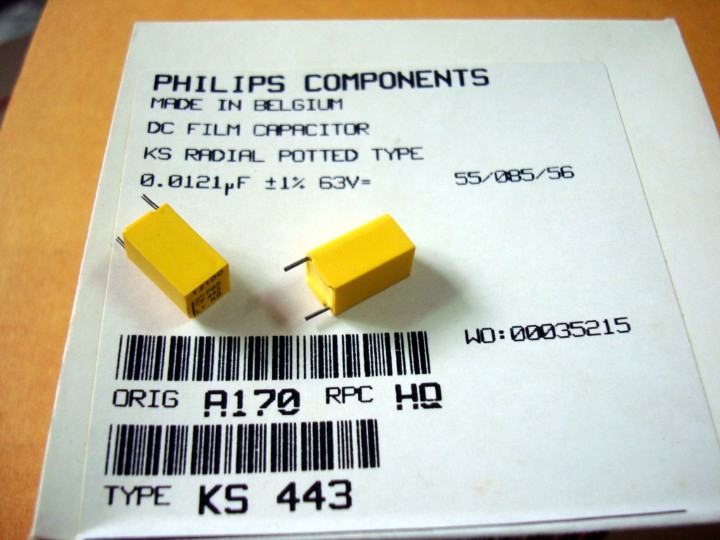 PHILIPS COMPONENTS
MADE IN BELGIUM
DC FILM CAPACITOR
KS RADIAL POTTED TYPE
0.0121µF ±1% 63V= 55/085/56
12100
WO:00035215
ORIG A170 RPC HQ
TYPE KS 443